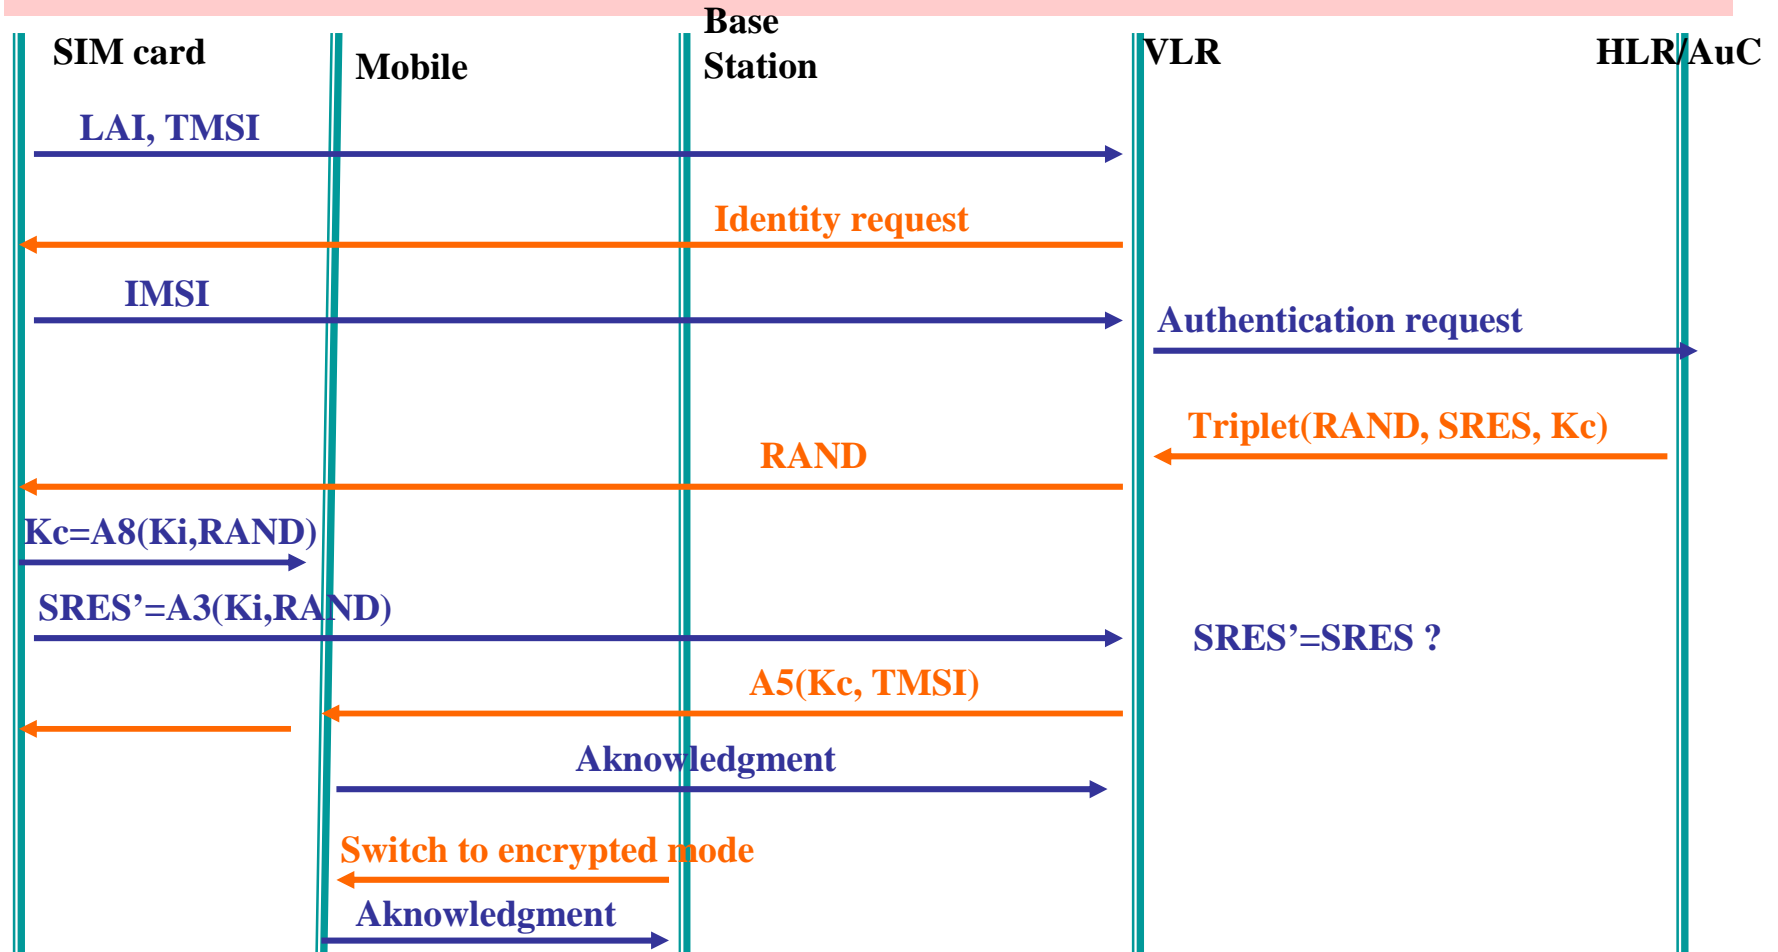 SIM card
Mobile
Base
Station
VLR
HLR/AuC
LAI, TMSI
Identity request
IMSI
Authentication request
Triplet(RAND, SRES, Kc)
RAND
Kc=A8(Ki,RAND)
SRES’=A3(Ki,RAND)
SRES’=SRES ?
A5(Kc, TMSI)
Aknowledgment
Switch to encrypted mode
Aknowledgment